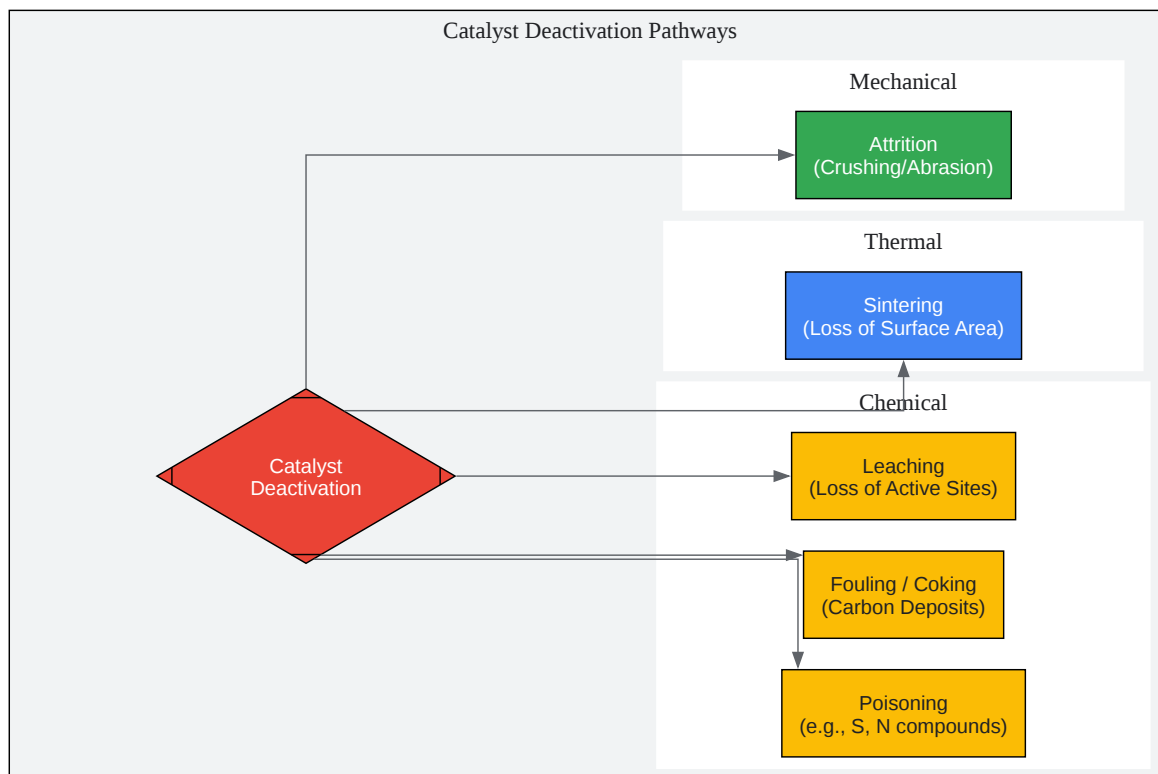 Catalyst Deactivation Pathways
Mechanical
Attrition
(Crushing/Abrasion)
Thermal
Sintering
(Loss of Surface Area)
Chemical
Catalyst
Deactivation
Leaching
(Loss of Active Sites)
Fouling / Coking
(Carbon Deposits)
Poisoning
(e.g., S, N compounds)